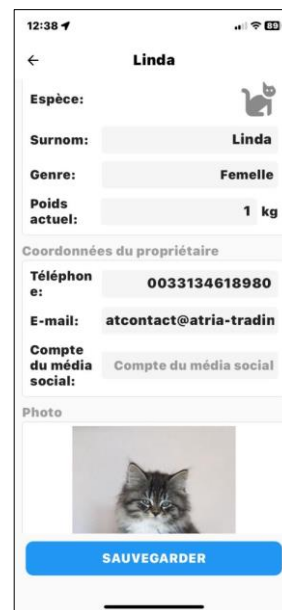 12:38
89
Linda
Espèce:
Surnom:
Linda
Genre:
Femelle
Poids
actuel:
1 kg
Coordonnées du propriétaire
Téléphon
e:
0033134618980
E-mail:
atcontact@atria-tradin
Compte
du média
social:
Compte du média social
Photo
SAUVEGARDER